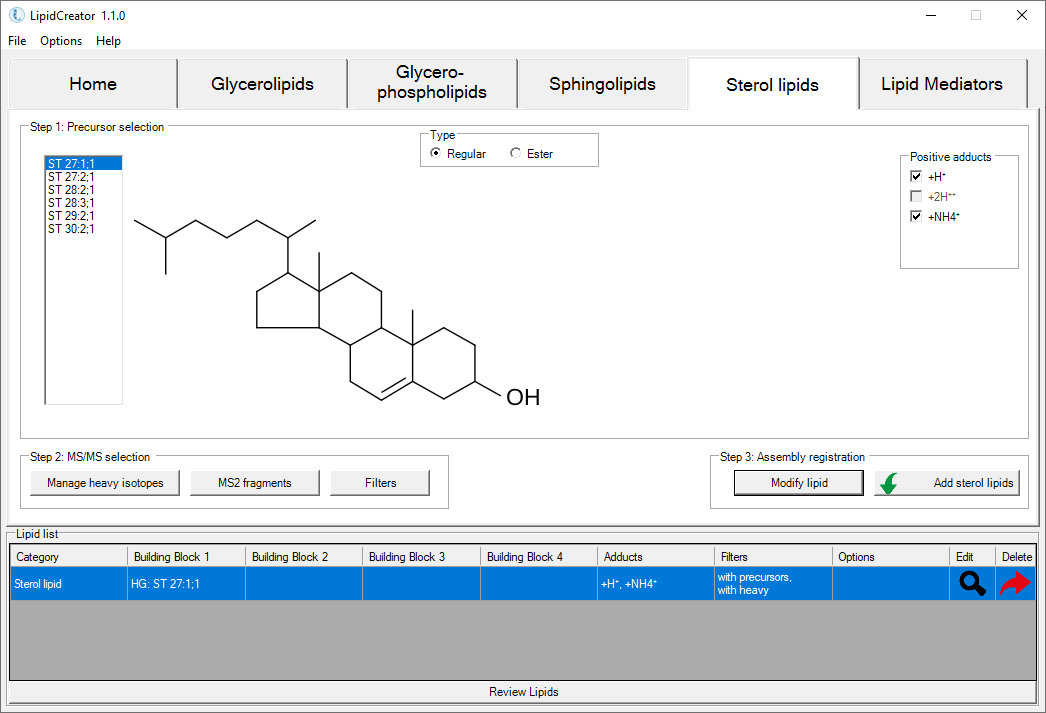 LipidCreator 1.1.0
File Options Help
Home
Glycerolipids
Glycero-
phospholipids
Sphingolipids
Sterol lipids
Lipid Mediators
Step 1: Precursor selection
ST 27:1;1
ST 27:2;1
ST 28:2;1
ST 28:3;1
ST 29:2;1
ST 30:2;1
Type
Regular Ester
Positive adducts
+H⁺
+2H⁺⁺
+NH4⁺
OH
Step 2: MS/MS selection
Manage heavy isotopes MS2 fragments Filters
Step 3: Assembly registration
Modify lipid Add sterol lipids
Lipid list
Category Building Block 1 Building Block 2 Building Block 3 Building Block 4 Adducts Filters Options Edit Delete
Sterol lipid HG: ST 27:1;1 +H⁺, +NH4⁺ with precursors,
with heavy
Review Lipids